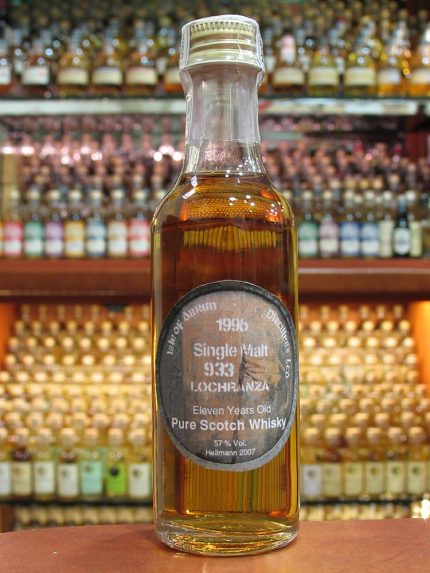 Isle of Arran Distillery Ltd
1996
Single Malt
933
LOCHRANZA
Eleven Years Old
Pure Scotch Whisky
57 % Vol.
Hellmann 2007